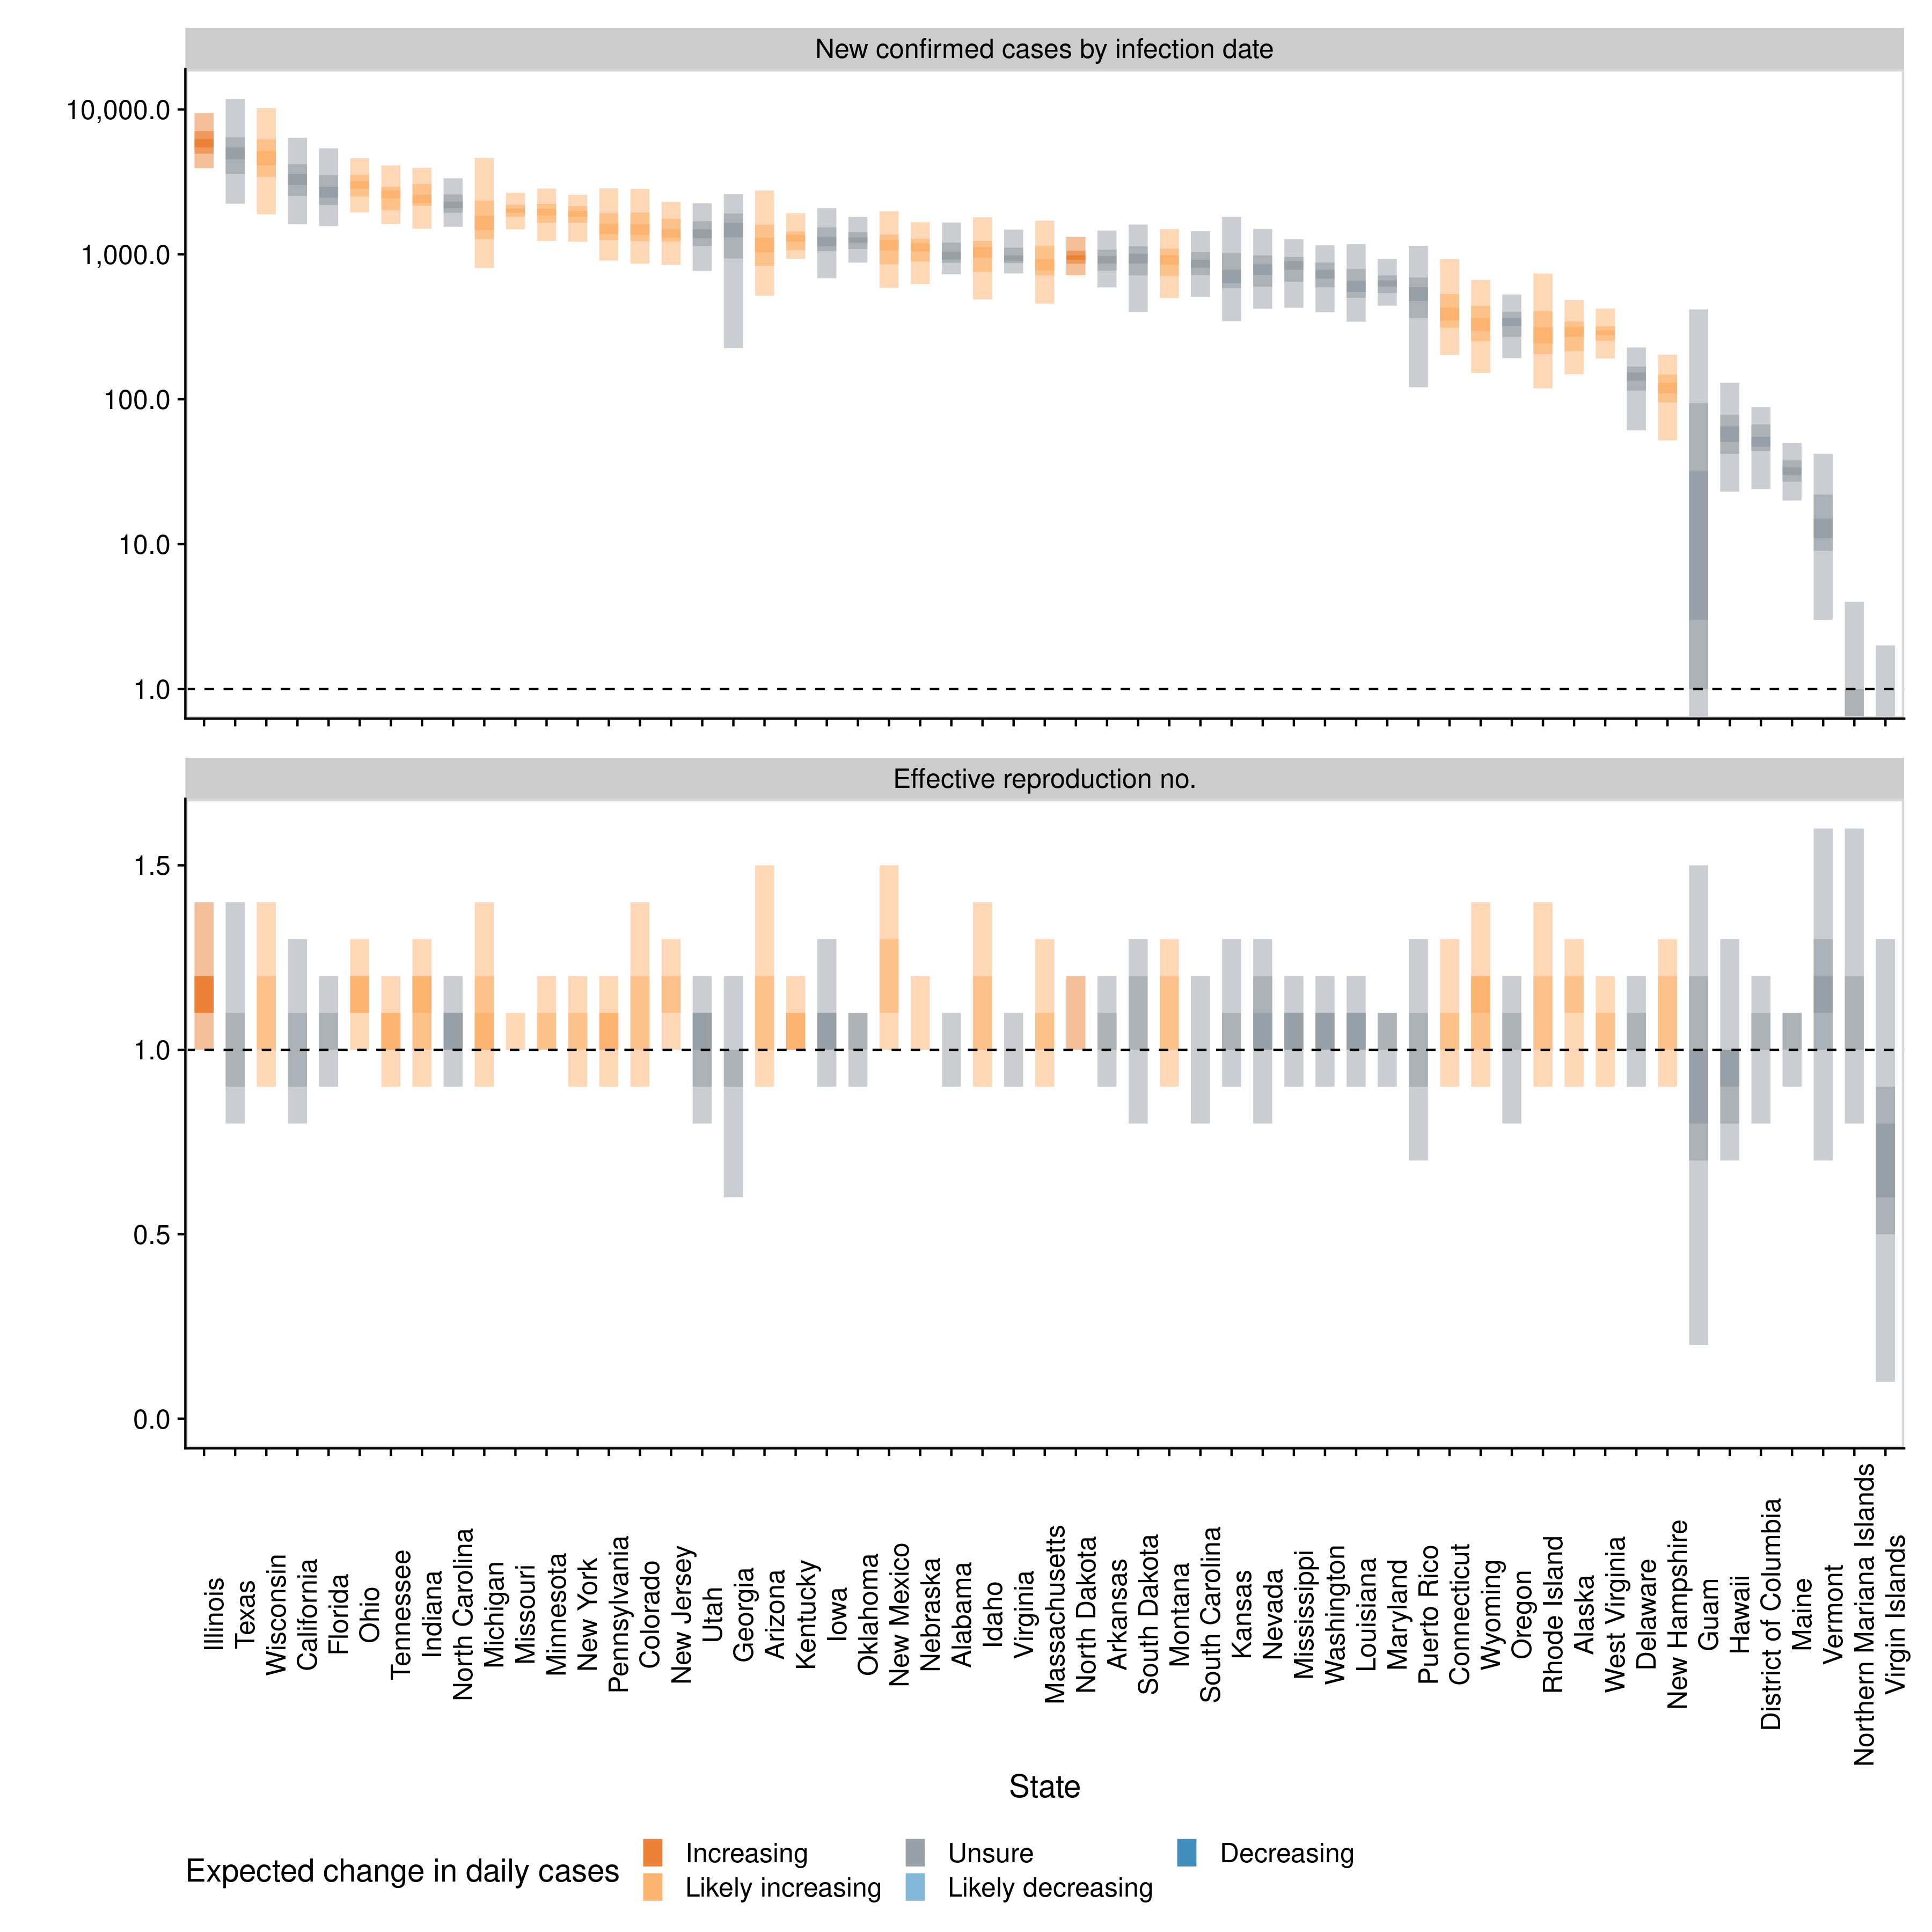 New confirmed cases by infection date
10,000.0
1,000.0
100.0
10.0
1.0
Effective reproduction no.
1.5
1.0
0.5
0.0
Illinois
Texas
Wisconsin
California
Florida
Ohio
Tennessee
Indiana
North Carolina
Michigan
Missouri
Minnesota
New York
Pennsylvania
Colorado
New Jersey
Utah
Georgia
Arizona
Kentucky
Iowa
Oklahoma
New Mexico
Nebraska
Alabama
Idaho
Virginia
Massachusetts
North Dakota
Arkansas
South Dakota
Montana
South Carolina
Kansas
Nevada
Mississippi
Washington
Louisiana
Maryland
Puerto Rico
Connecticut
Wyoming
Oregon
Rhode Island
Alaska
West Virginia
Delaware
New Hampshire
Guam
Hawaii
District of Columbia
Maine
Vermont
Northern Mariana Islands
Virgin Islands
State
Expected change in daily cases
Increasing
Likely increasing
Unsure
Likely decreasing
Decreasing